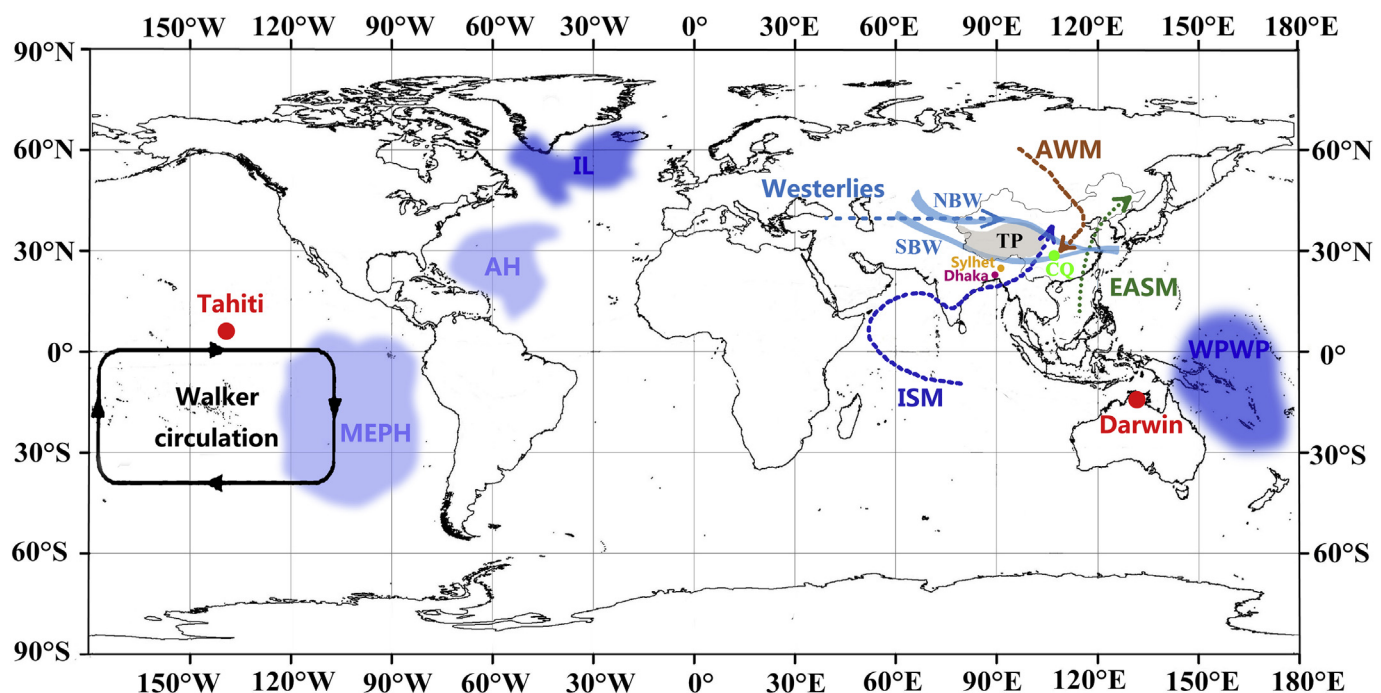 150°W 120°W 90°W 60°W 30°W 0° 30°E 60°E 90°E 120°E 150°E 180°E
90°N
60°N IL AWM 60°N
Westerlies NBW
30°N SBW TP 30°N
AH Sylhet CQ
Dhaka EASM
Tahiti
0° WPWP 0°
Walker ISM
circulation MEPH Darwin
30°S 30°S
60°S 60°S
90°S
150°W 120°W 90°W 60°W 30°W 0° 30°E 60°E 90°E 120°E 150°E 180°E